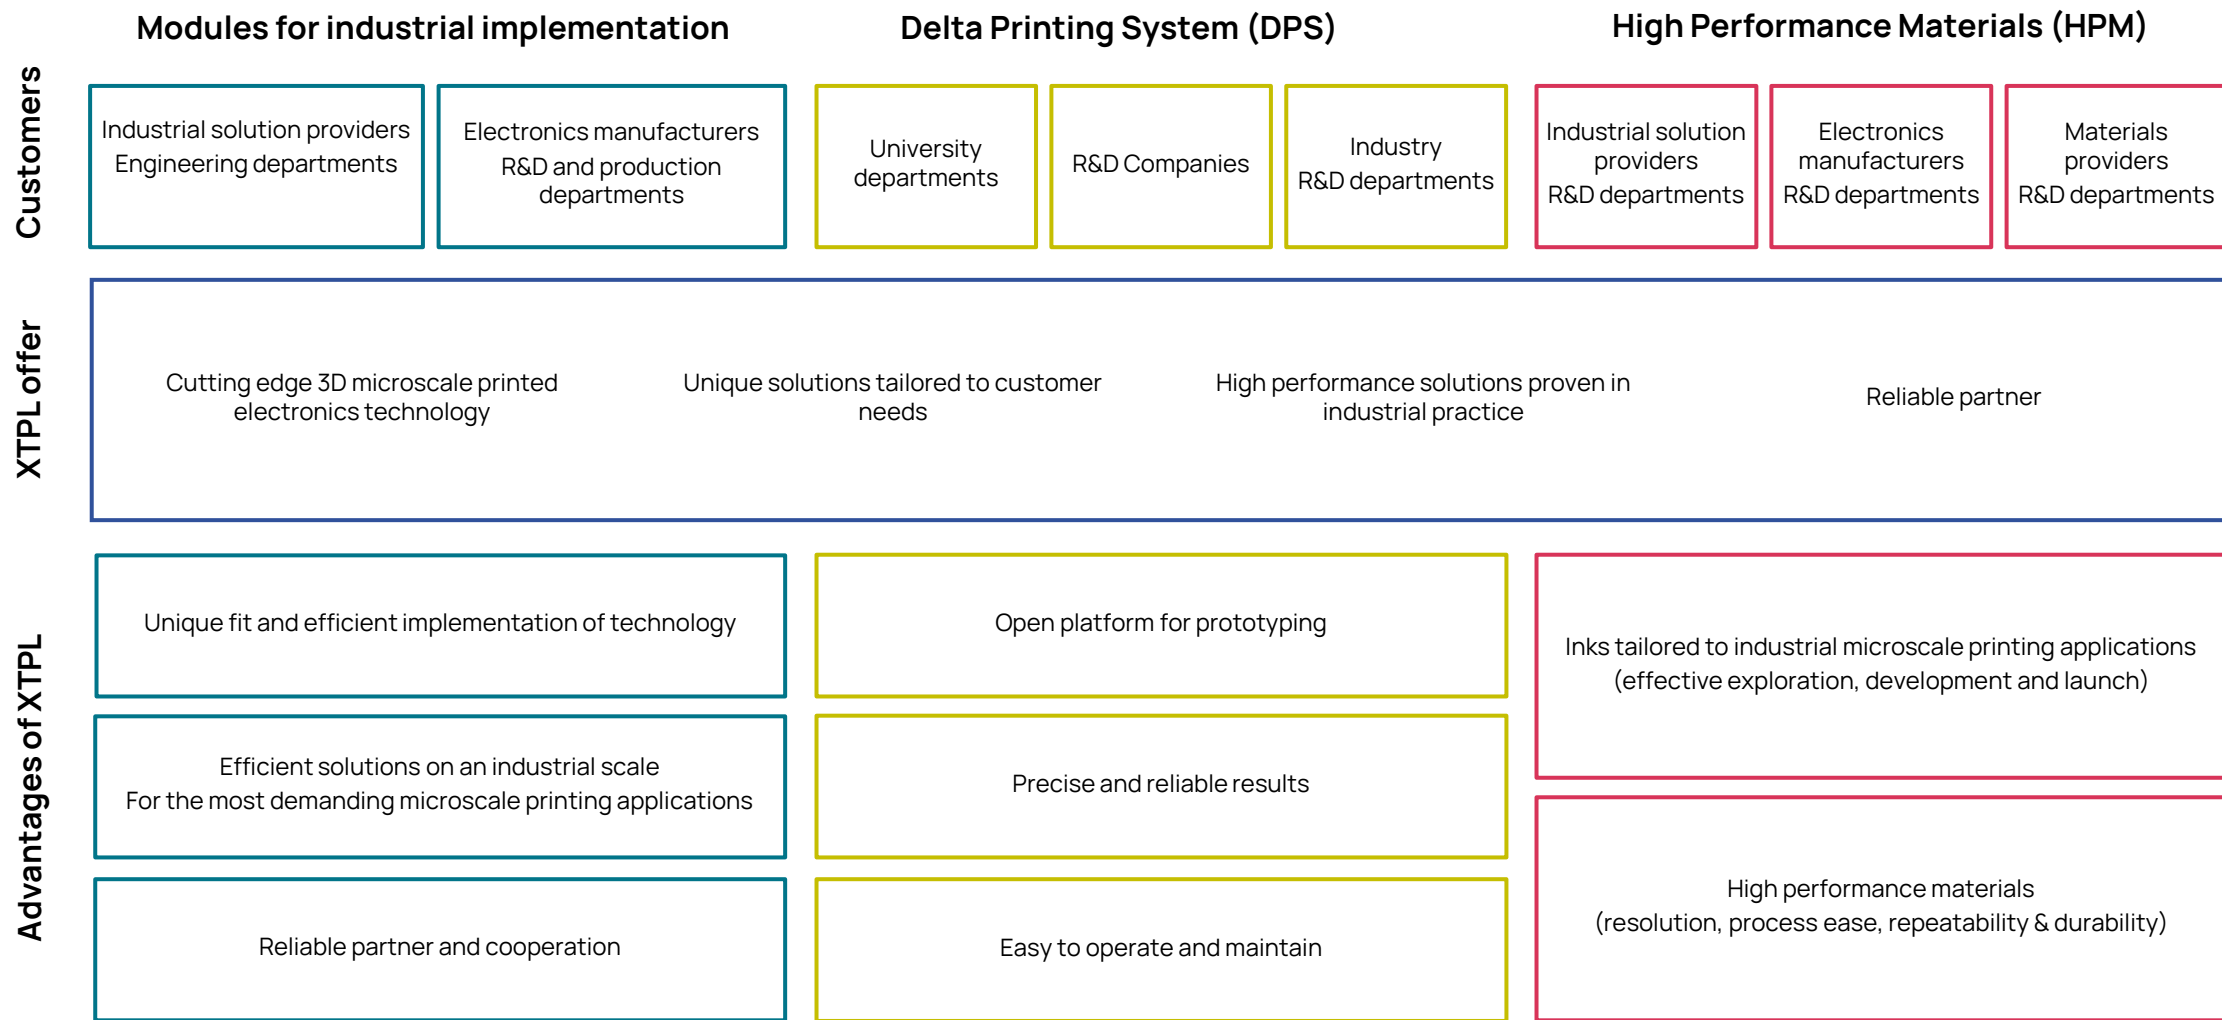 Modules for industrial implementation
Delta Printing System (DPS)
High Performance Materials (HPM)
Customers
Industrial solution providers
Engineering departments
Electronics manufacturers
R&D and production
departments
University
departments
R&D Companies
Industry
R&D departments
Industrial solution
providers
R&D departments
Electronics
manufacturers
R&D departments
Materials
providers
R&D departments
XTPL offer
Cutting edge 3D microscale printed
electronics technology
Unique solutions tailored to customer
needs
High performance solutions proven in
industrial practice
Reliable partner
Advantages of XTPL
Unique fit and efficient implementation of technology
Efficient solutions on an industrial scale
For the most demanding microscale printing applications
Reliable partner and cooperation
Open platform for prototyping
Precise and reliable results
Easy to operate and maintain
Inks tailored to industrial microscale printing applications
(effective exploration, development and launch)
High performance materials
(resolution, process ease, repeatability & durability)